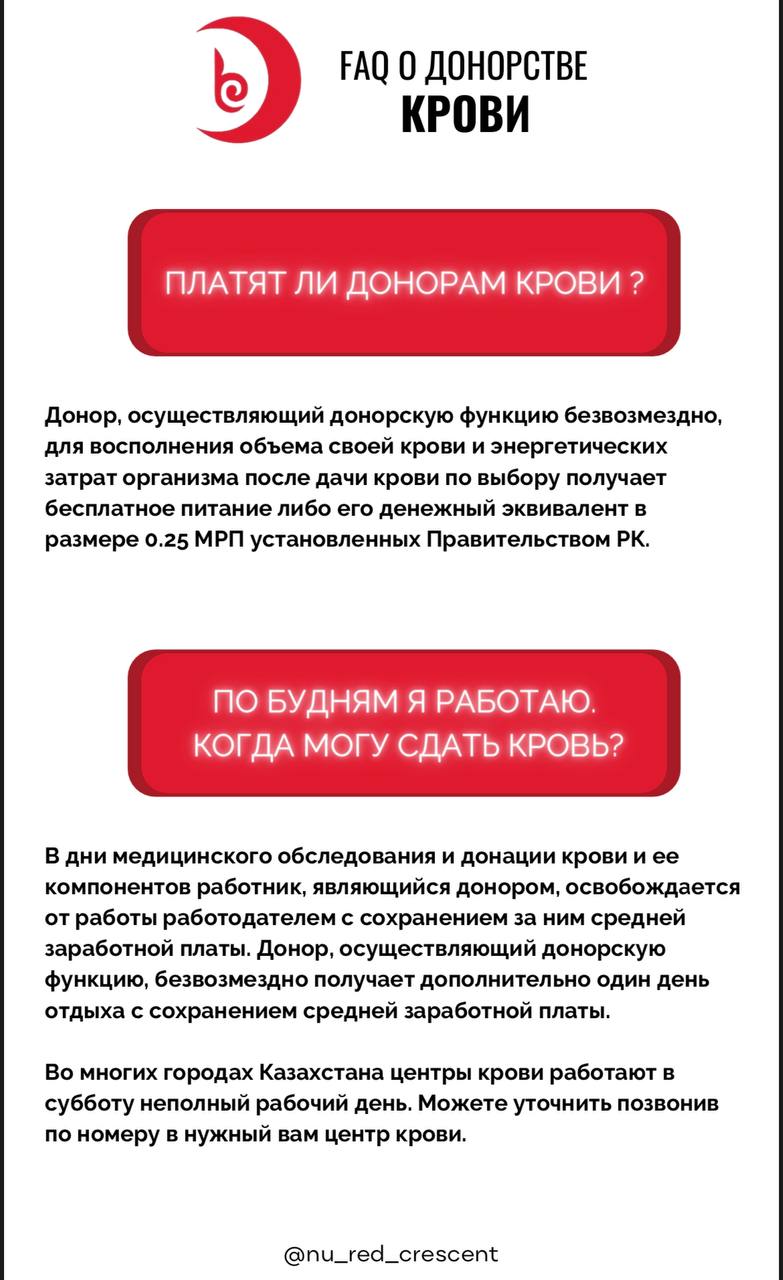 FAQ О ДОНОРСТВЕ
КРОВИ
ПЛАТЯТ ЛИ ДОНОРАМ КРОВИ ?
Донор, осуществляющий донорскую функцию безвозмездно,
для восполнения объема своей крови и энергетических
затрат организма после дачи крови по выбору получает
бесплатное питание либо его денежный эквивалент в
размере 0.25 МРП установленных Правительством РК.
ПО БУДНЯМ Я РАБОТАЮ.
КОГДА МОГУ СДАТЬ КРОВЬ?
В дни медицинского обследования и донации крови и ее
компонентов работник, являющийся донором, освобождается
от работы работодателем с сохранением за ним средней
заработной платы. Донор, осуществляющий донорскую
функцию, безвозмездно получает дополнительно один день
отдыха с сохранением средней заработной платы.
Во многих городах Казахстана центры крови работают в
субботу неполный рабочий день. Можете уточнить позвонив
по номеру в нужный вам центр крови.
@nu_red_crescent